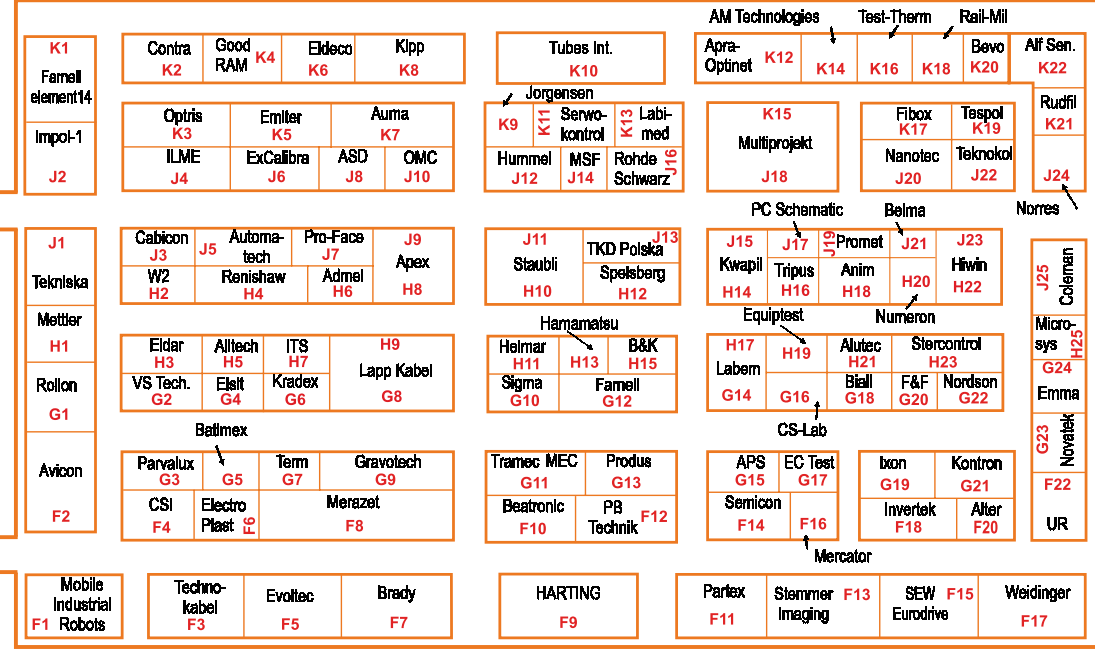 AM Technologies Test-Therm Rail-Mil
K1
Farnell
element14
Impol-1
J2
Contra
K2
Good
RAM K4
Eldeco
K6
Kipp
K8
Tubes Int.
K10
Apra-
Optinet K12
K14
K16
K18
Bevo
K20
Alf Sen.
K22
Rudfil
K21
J24
Norres
Optris
K3
Emiter
K5
Auma
K7
ILME
J4
ExCalibra
J6
ASD
J8
OMC
J10
Jorgensen
K9
K11 Serwo-
kontrol
K13 Labi-
med
Hummel
J12
MSF
J14
Rohde
Schwarz J16
K15
Multiprojekt
J18
Fibox
K17
Tespol
K19
Nanotec
J20
Teknokol
J22
J1
Tekniska
Mettler
H1
Rollon
G1
Avicon
F2
Cabicon
J3
J5 Automa-
tech
Pro-Face
J7
J9
Apex
H8
W2
H2
Renishaw
H4
Admel
H6
J11
Staubli
H10
TKD Polska J13
Spelsberg
H12
PC Schematic
Belma
J15
Kwapil
H14
J17
Tripus
H16
J19 Promet
Anim
H18
J21
H20
J23
Hiwin
H22
Numeron
J25 Coleman
Micro-
sys H25
G24
Emma
G23 Novatek
F22
UR
Eldar
H3
Alltech
H5
ITS
H7
H9
Lapp Kabel
G8
VS Tech.
G2
Elsit
G4
Kradex
G6
Hamamatsu
Helmar
H11
H13
B&K
H15
Sigma
G10
Farnell
G12
Equiptest
H17
Labem
G14
H19
G16
Alutec
H21
Stercontrol
H23
Biall
G18
F&F
G20
Nordson
G22
CS-Lab
Batimex
Parvalux
G3
G5
Term
G7
Gravotech
G9
CSI
F4
Electro
Plast F6
Merazet
F8
Tramec MEC
G11
Produs
G13
Beatronic
F10
PB
Technik F12
APS
G15
EC Test
G17
Semicon
F14
F16
Mercator
Ixon
G19
Kontron
G21
Invertek
F18
Alter
F20
Mobile
Industrial
F1 Robots
Techno-
kabel
F3
Evoltec
F5
Brady
F7
HARTING
F9
Partex
F11
Stemmer F13
Imaging
SEW F15
Eurodrive
Weidinger
F17